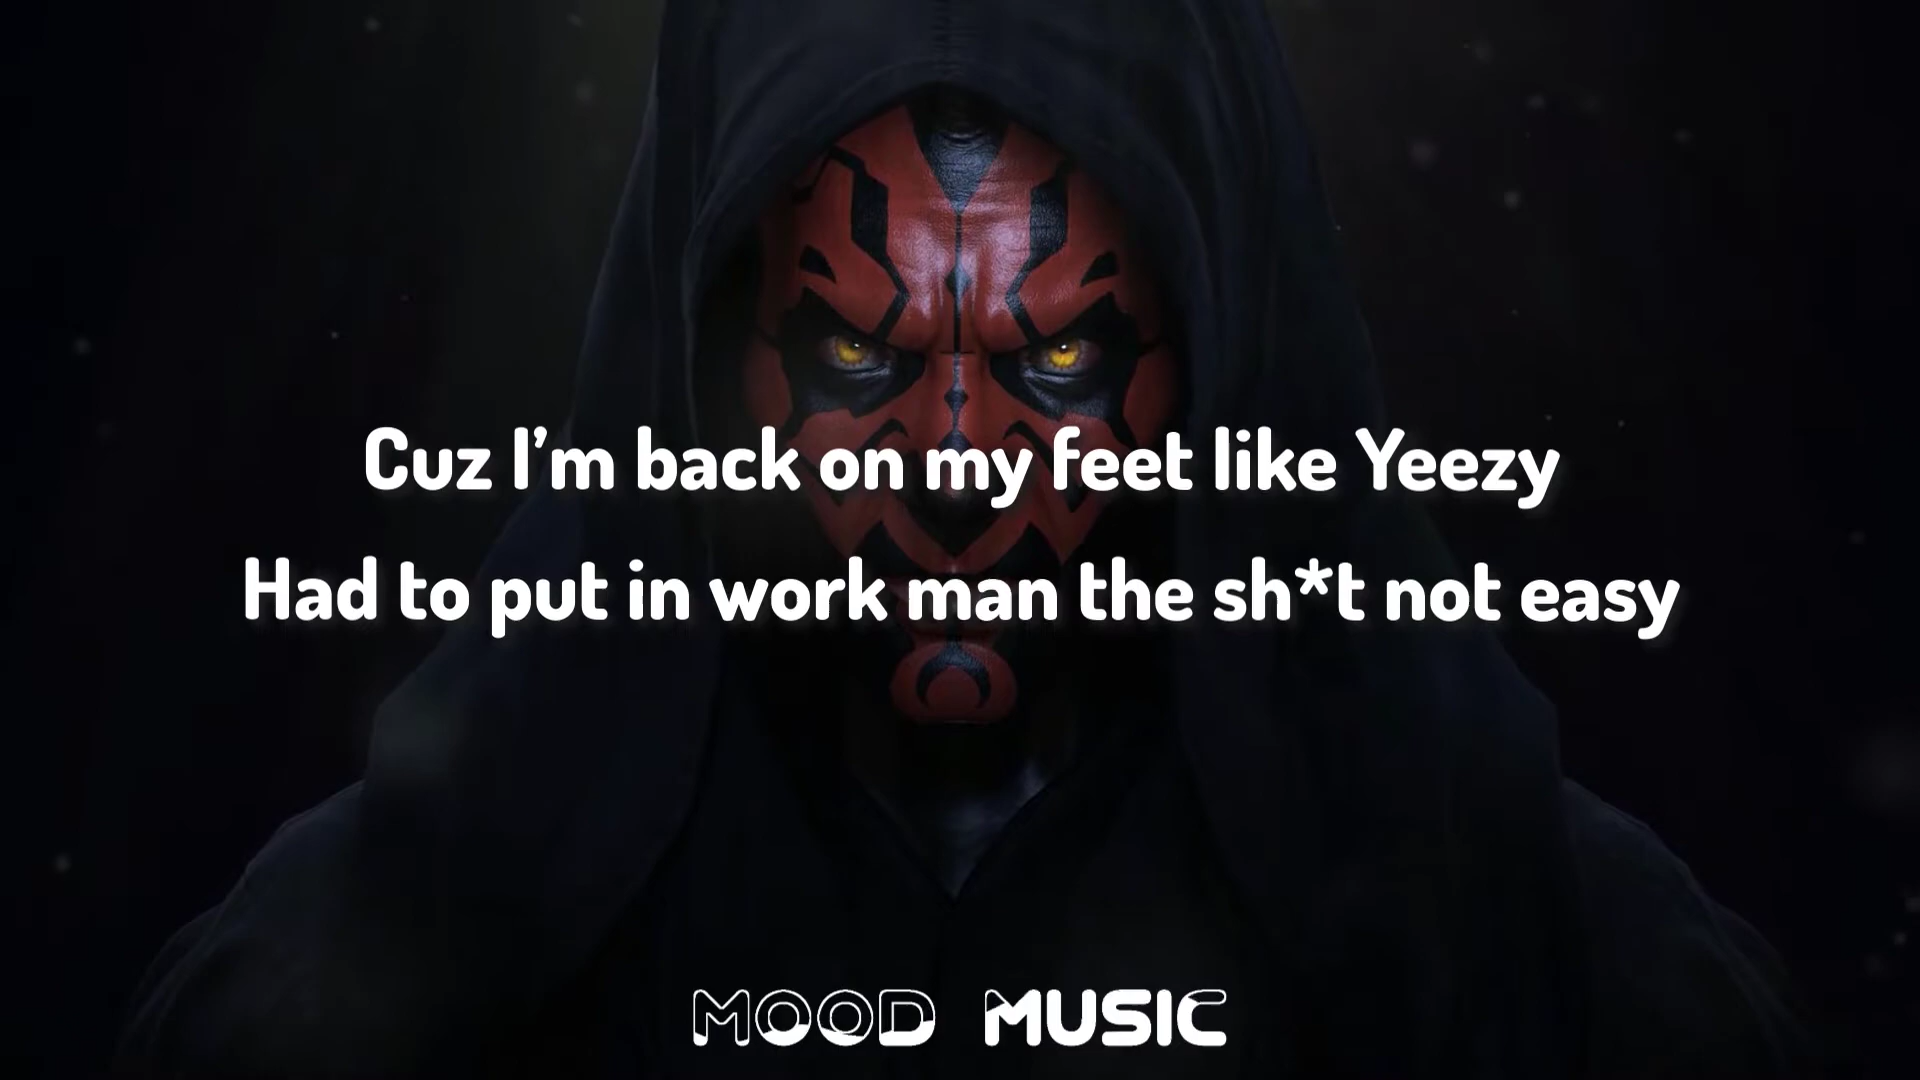 Cuz I'm back on my feet like Yeezy
Had to put in work man the sh*t not easy
MOOD MUSIC